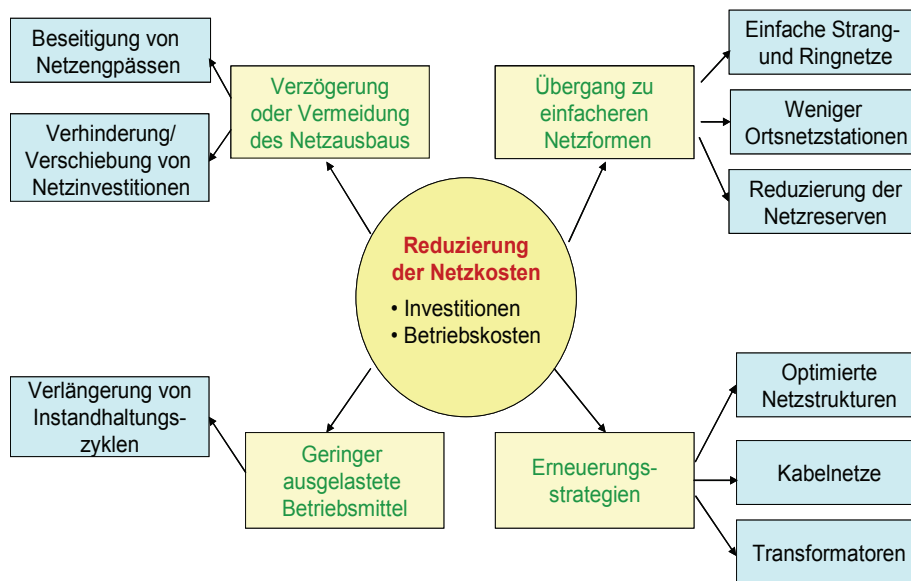 Beseitigung von
Netzengpässen
Verhinderung/
Verschiebung von
Netzinvestitionen
Verzögerung
oder Vermeidung
des Netzausbaus
Übergang zu
einfacheren
Netzformen
Einfache Strang-
und Ringnetze
Weniger
Ortsnetzstationen
Reduzierung der
Netzreserven
Reduzierung
der Netzkosten
• Investitionen
• Betriebskosten
Verlängerung von
Instandhaltungs-
zyklen
Geringer
ausgelastete
Betriebsmittel
Erneuerungs-
strategien
Optimierte
Netzstrukturen
Kabelnetze
Transformatoren